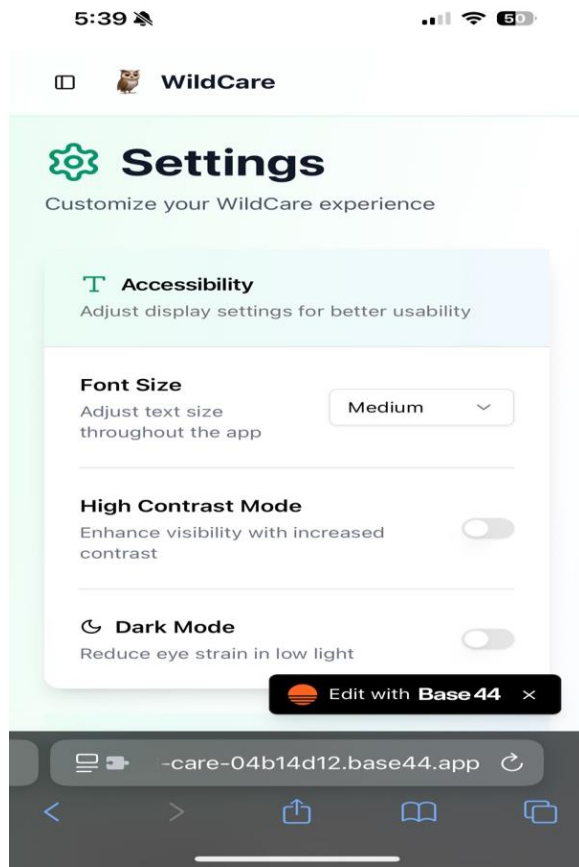 5:39
50
WildCare
Settings
Customize your WildCare experience
Accessibility
Adjust display settings for better usability
Font Size
Adjust text size
throughout the app
Medium
High Contrast Mode
Enhance visibility with increased
contrast
Dark Mode
Reduce eye strain in low light
Edit with Base44
-care-04b14d12.base44.app